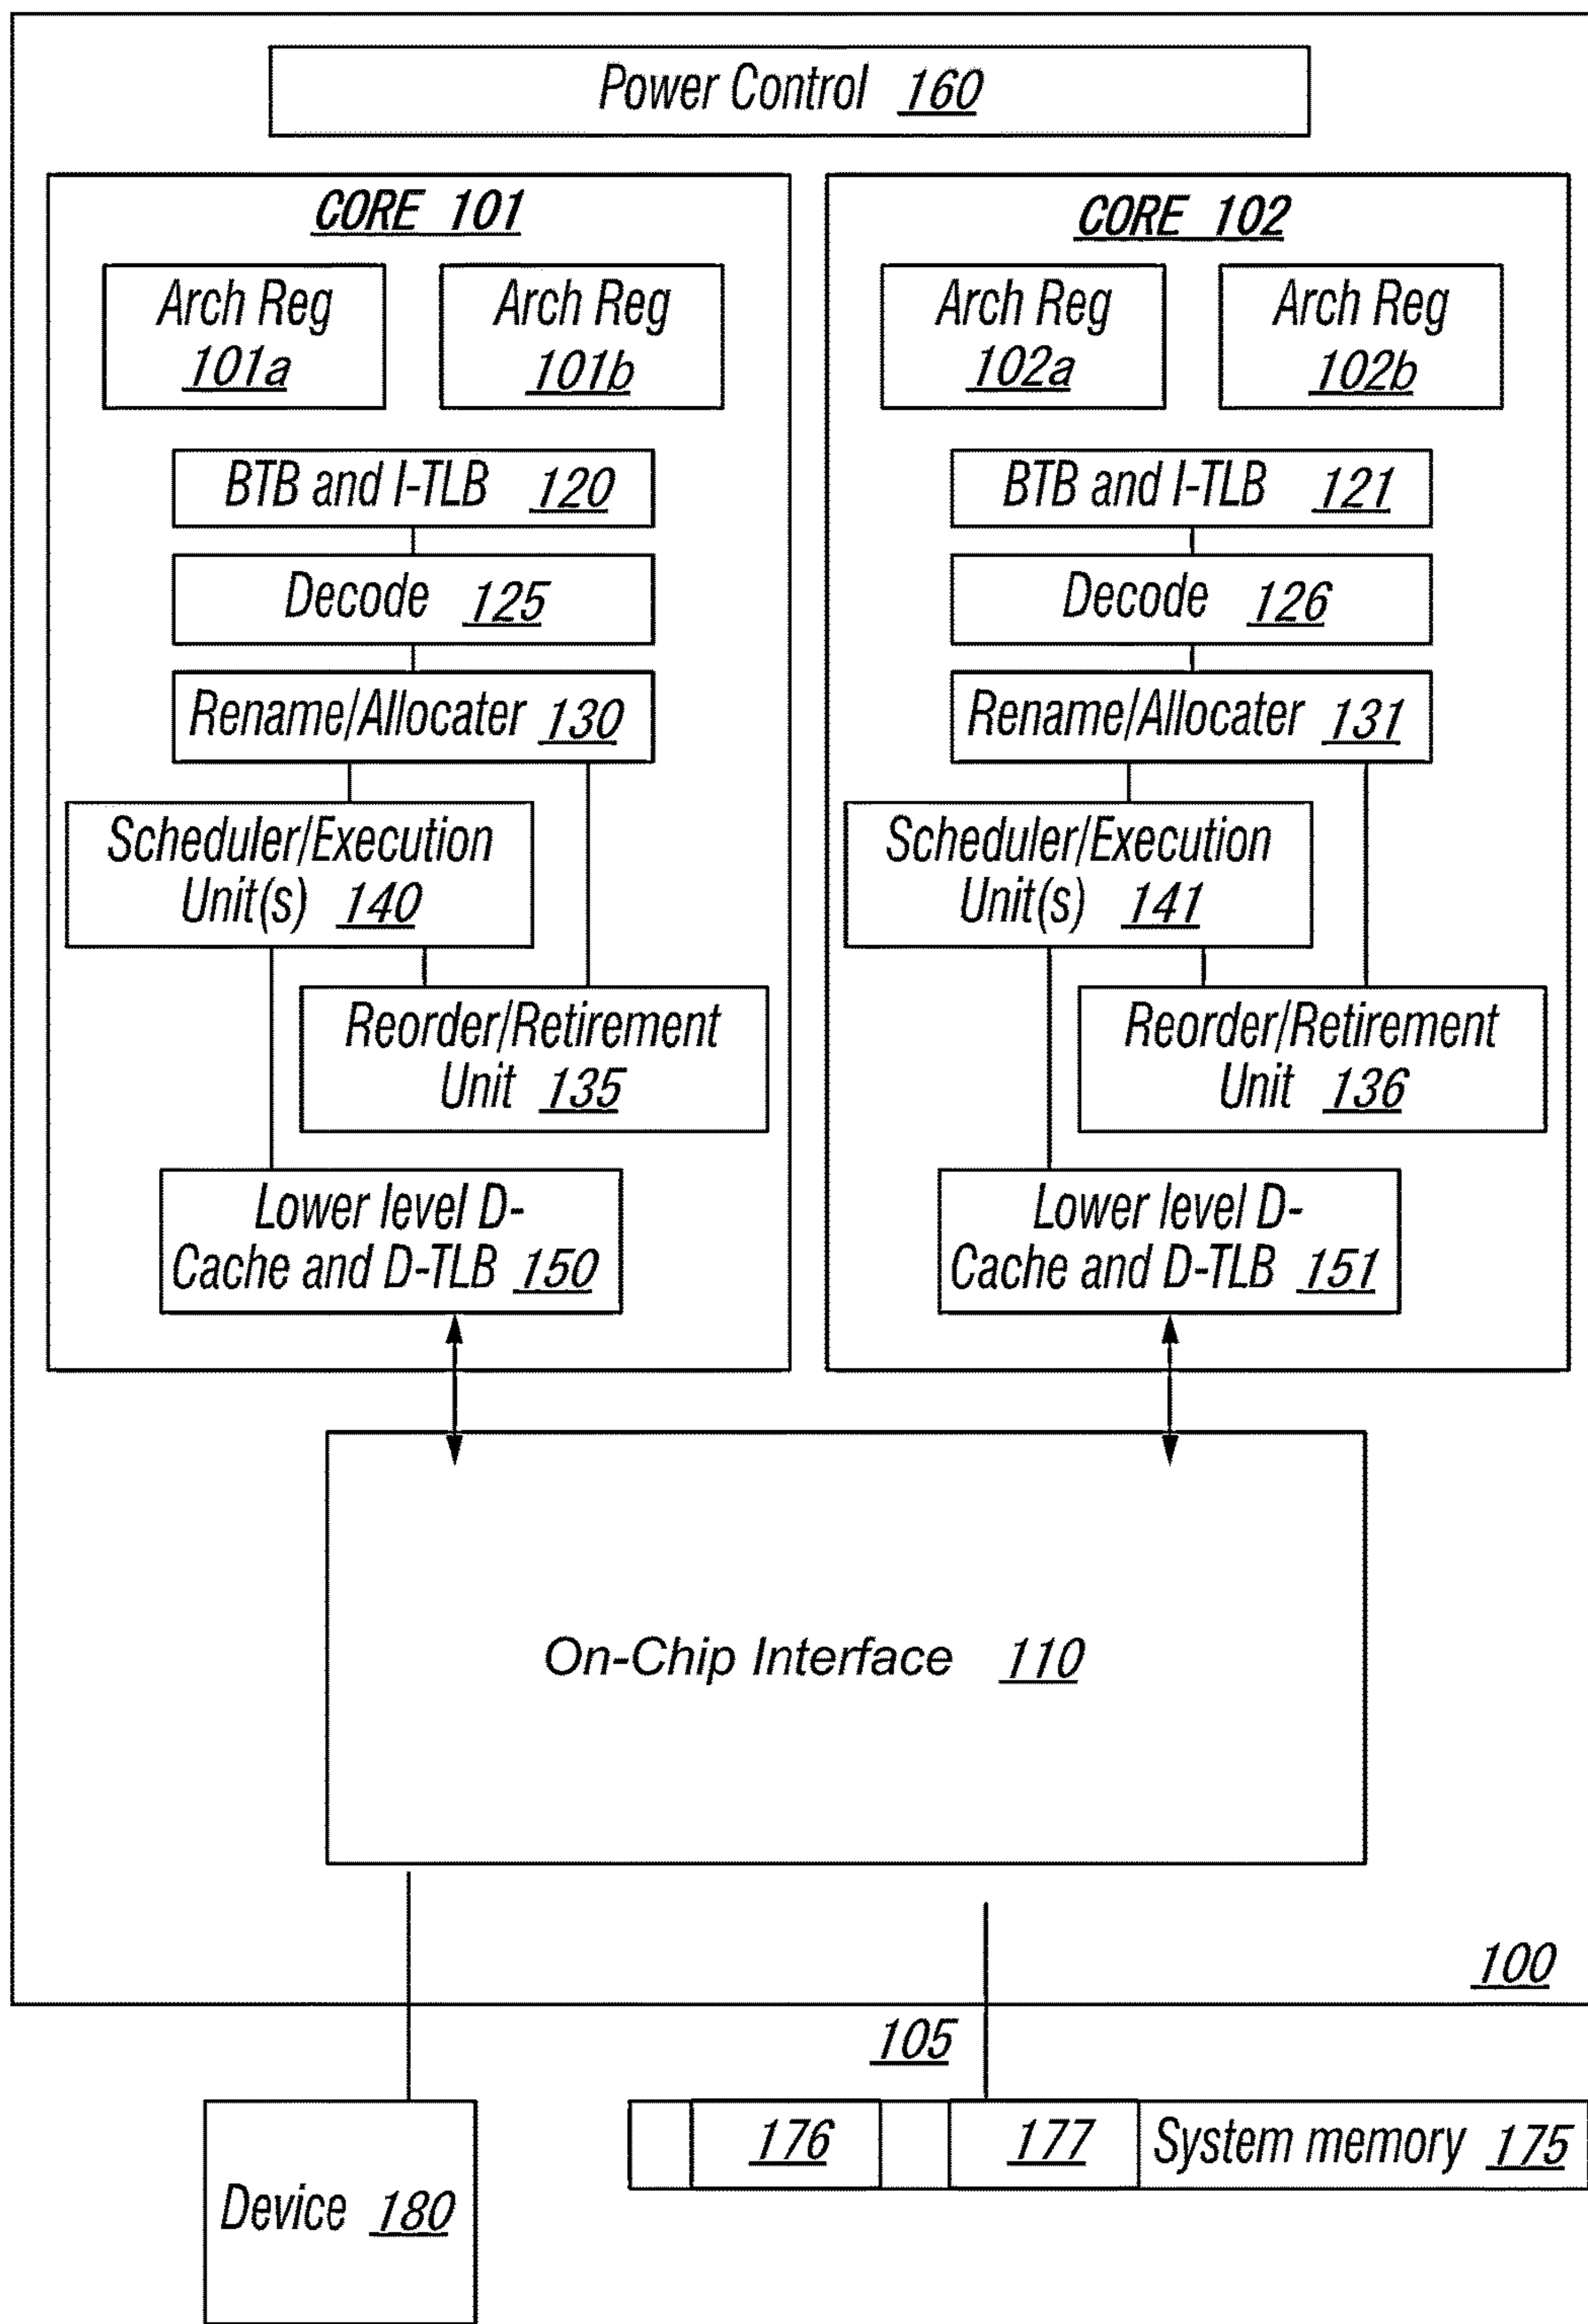 Power Control 160
CORE 101
Arch Reg
101a
Arch Reg
101b
BTB and I-TLB 120
Decode 125
Rename/Allocater 130
Scheduler/Execution
Unit(s) 140
Reorder/Retirement
Unit 135
Lower level D-
Cache and D-TLB 150
CORE 102
Arch Reg
102a
Arch Reg
102b
BTB and I-TLB 121
Decode 126
Rename/Allocater 131
Scheduler/Execution
Unit(s) 141
Reorder/Retirement
Unit 136
Lower level D-
Cache and D-TLB 151
On-Chip Interface 110
100
105
176
177
System memory 175
Device 180